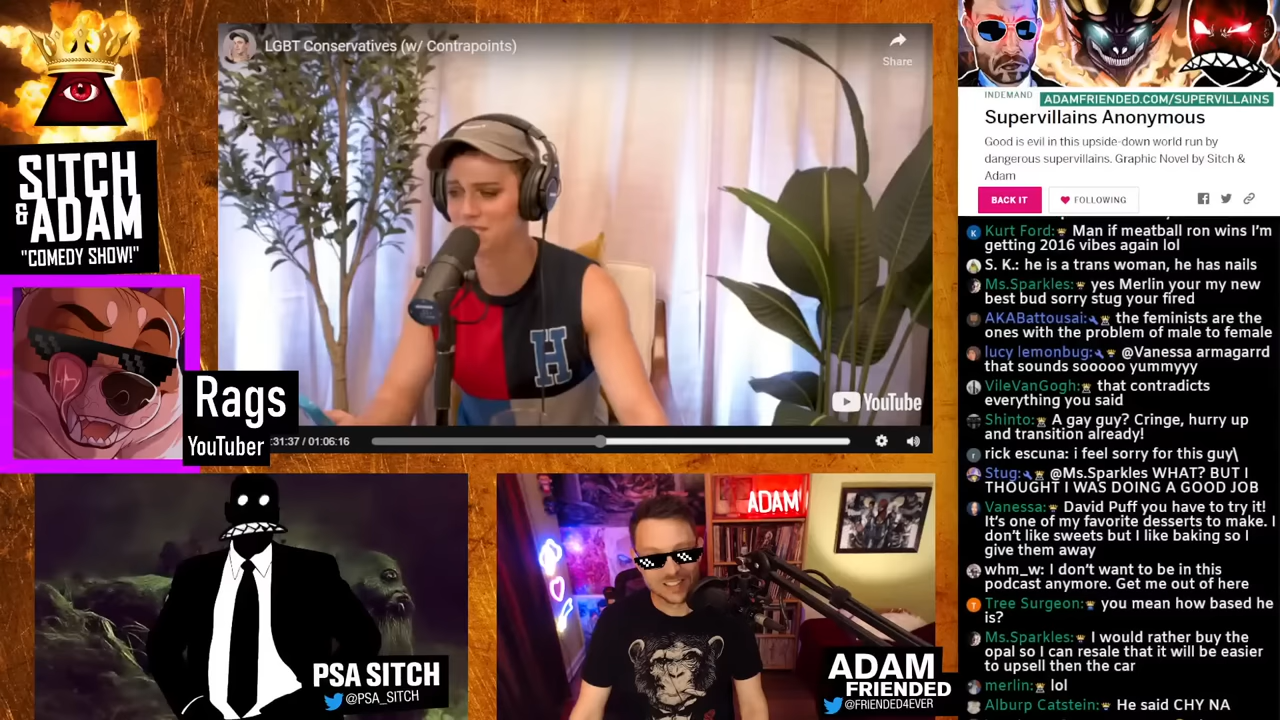 SITCH
& ADAM
"COMEDY SHOW!"
Rags
YouTuber
LGBT Conservatives (w/ Contrapoints)
Share
H
YouTube
:31:37 / 01:06:16
PSA SITCH
@PSA_SITCH
ADAM
ADAM
FRIENDED
@FRIENDED4EVER
INDEMAND
ADAMFRIENDED.COM/SUPERVILLAINS
Supervillains Anonymous
Good is evil in this upside-down world run by
dangerous supervillains. Graphic Novel by Sitch &
Adam
BACK IT
FOLLOWING
Kurt Ford: Man if meatball ron wins I'm
getting 2016 vibes again lol
S. K.: he is a trans woman, he has nails
Ms.Sparkles: yes Merlin your my new
best bud sorry stug your fired
AKABattousai: the feminists are the
ones with the problem of male to female
lucy lemonbug: @Vanessa armagarrd
that sounds sooooo yummyyy
VileVanGogh: that contradicts
everything you said
Shinto: A gay guy? Cringe, hurry up
and transition already!
rick escuna: i feel sorry for this guy\
Stug: @Ms.Sparkles WHAT? BUT I
THOUGHT I WAS DOING A GOOD JOB
Vanessa: David Puff you have to try it!
It's one of my favorite desserts to make. I
don't like sweets but I like baking so I
give them away
whm_w: I don't want to be in this
podcast anymore. Get me out of here
Tree Surgeon: you mean how based he
is?
Ms.Sparkles: I would rather buy the
opal so I can resale that it will be easier
to upsell then the car
merlin: lol
Alburp Catstein: He said CHY NA